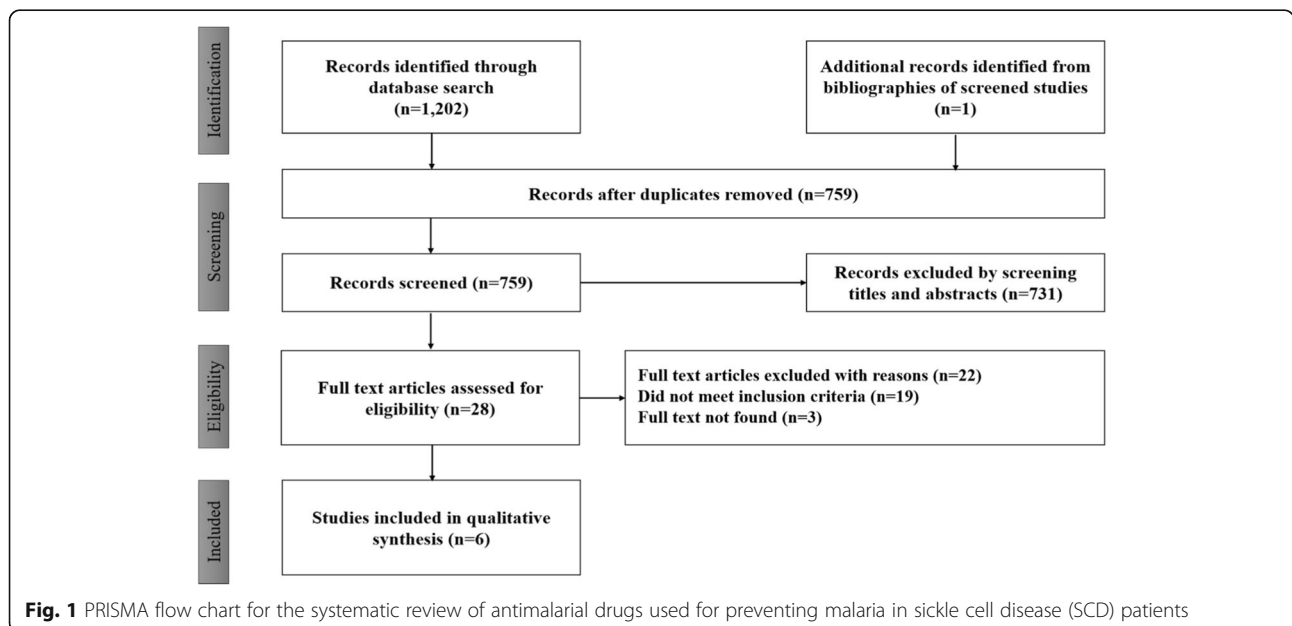 Identification
Records identified through
database search
(n=1,202)
Additional records identified from
bibliographies of screened studies
(n=1)
Screening
Records after duplicates removed (n=759)
Records screened (n=759)
Records excluded by screening
titles and abstracts (n=731)
Eligibility
Full text articles assessed for
eligibility (n=28)
Full text articles excluded with reasons (n=22)
Did not meet inclusion criteria (n=19)
Full text not found (n=3)
Included
Studies included in qualitative
synthesis (n=6)
Fig. 1 PRISMA flow chart for the systematic review of antimalarial drugs used for preventing malaria in sickle cell disease (SCD) patients